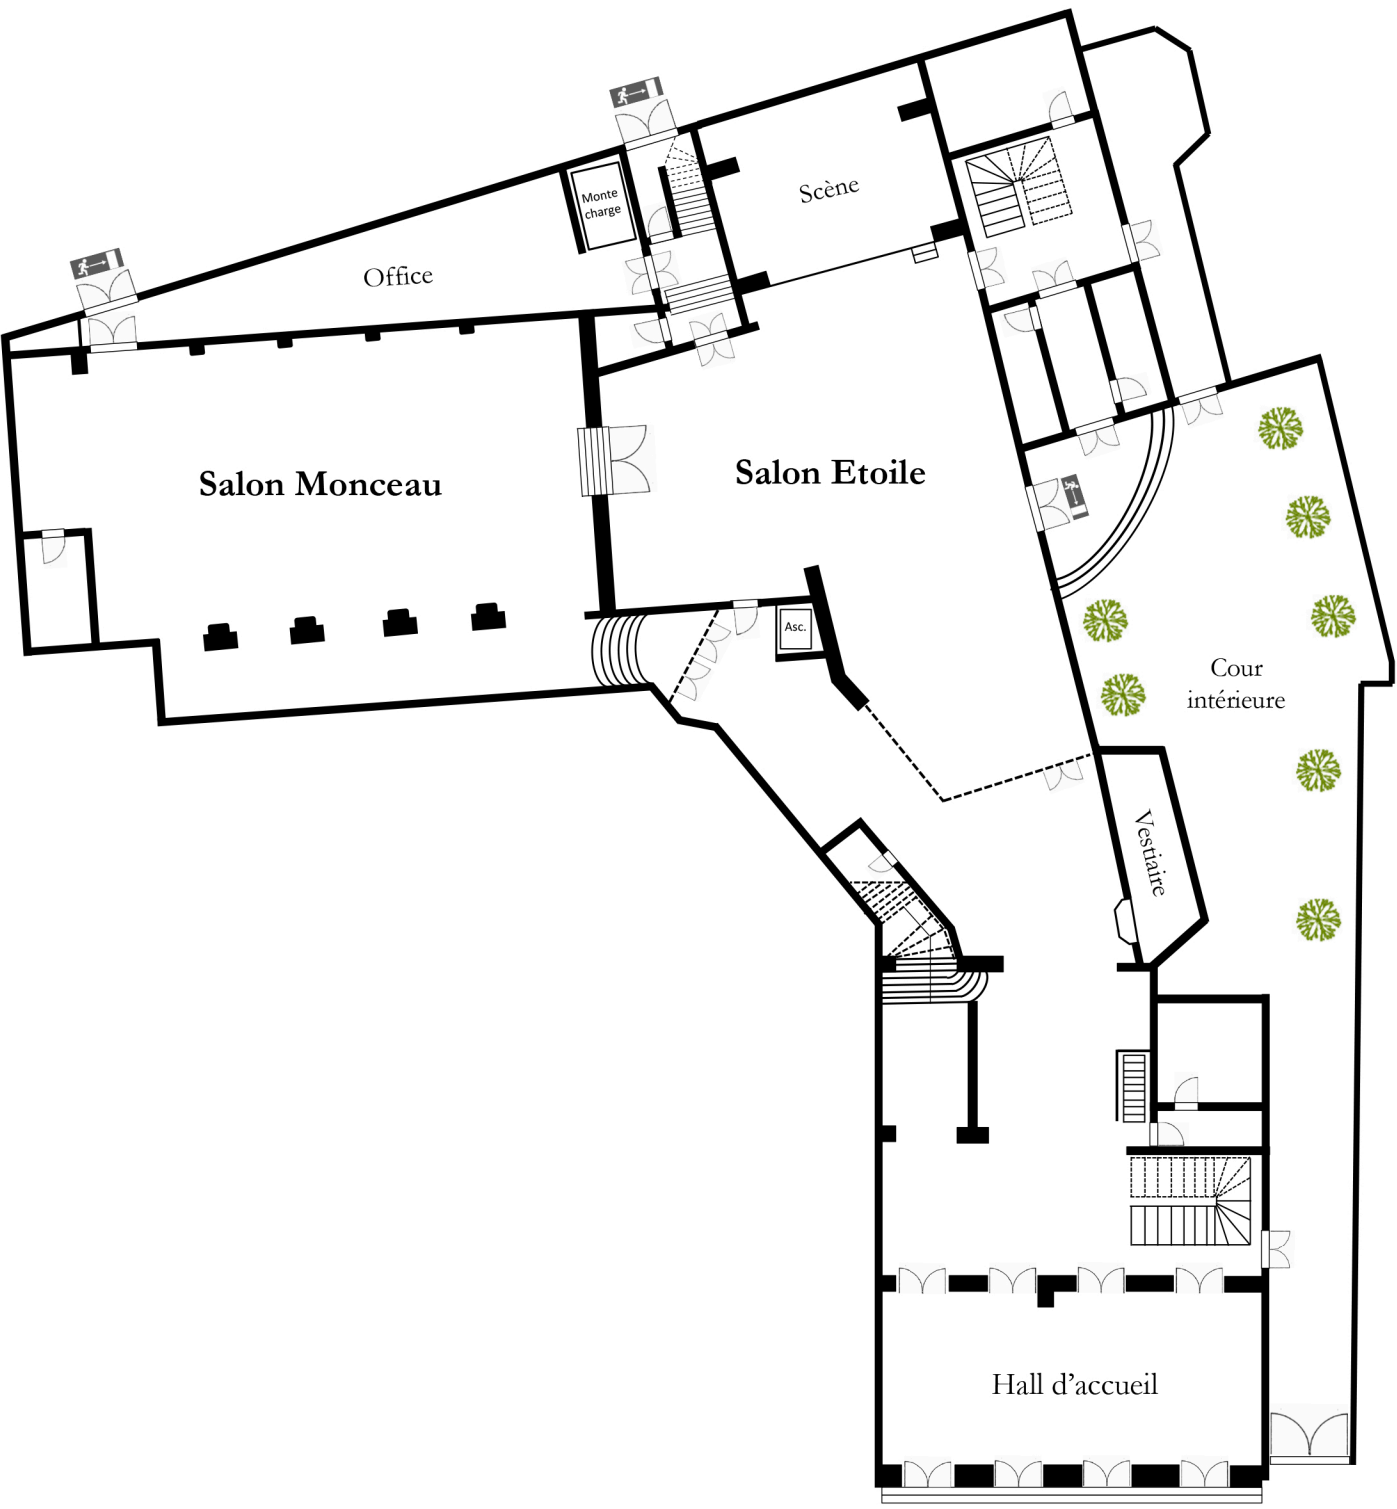 Monte
charge
Scène
Office
Salon Monceau
Salon Etoile
Asc.
Cour
intérieure
Vestiaire
Hall d’accueil